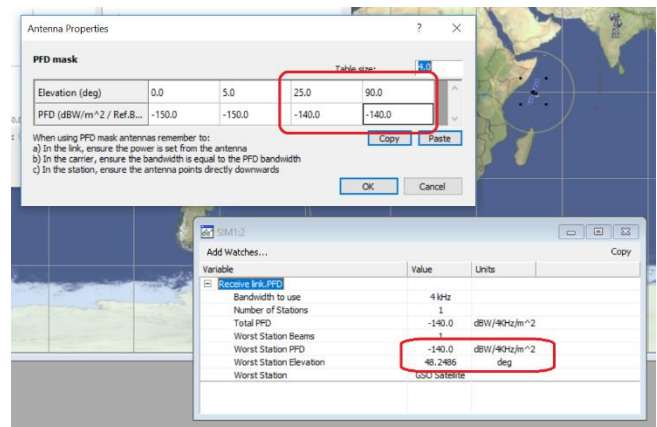 Antenna Properties ? ×
PFD mask
Table size: 4.0
Elevation (deg) 0.0 5.0 25.0 90.0
PFD (dBW/m^2 / Ref.B... -150.0 -150.0 -140.0 -140.0
When using PFD mask antennas remember to:
a) In the link, ensure the power is set from the antenna
b) In the carrier, ensure the bandwidth is equal to the PFD bandwidth
c) In the station, ensure the antenna points directly downwards
Copy Paste
OK Cancel
SIM1:2
Add Watches... Copy
Variable Value Units
Receive link.PFD
Bandwidth to use 4 kHz
Number of Stations 1
Total PFD -140.0 dBW/4KHz/m^2
Worst Station Beams 1
Worst Station PFD -140.0 dBW/4KHz/m^2
Worst Station Elevation 48.2486 deg
Worst Station GSO Satellite